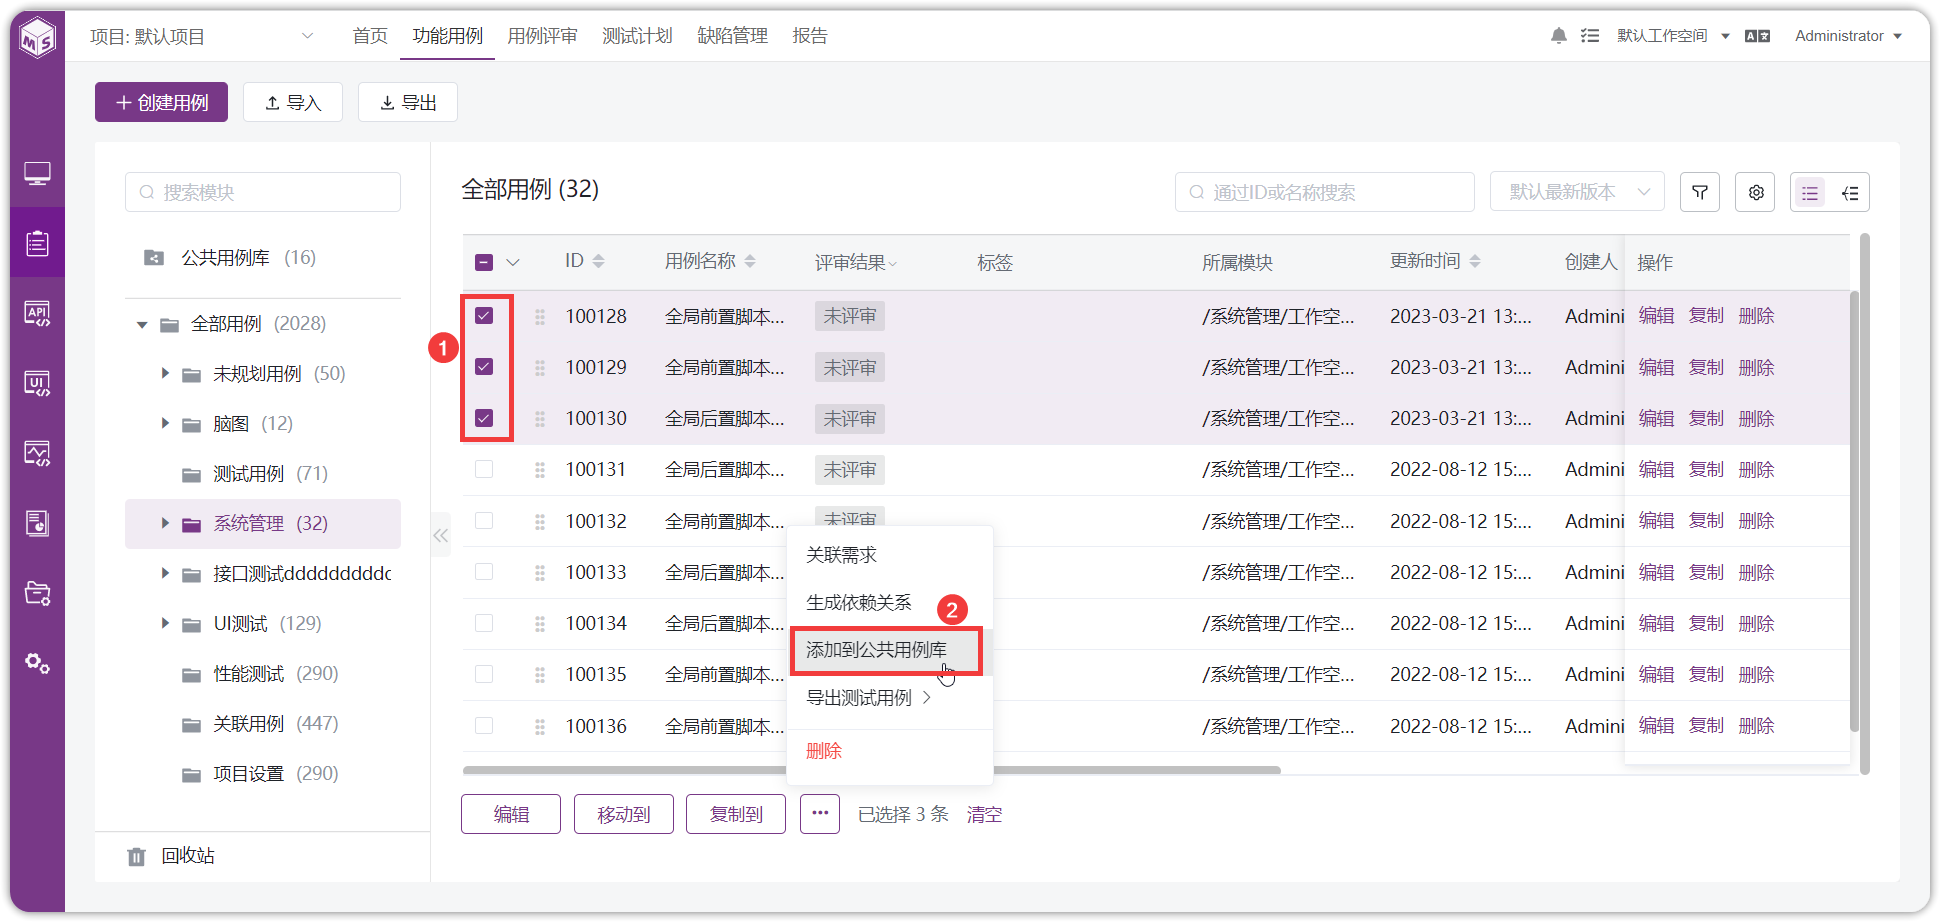 MS
项目: 默认项目
首页
功能用例
用例评审
测试计划
缺陷管理
报告
默认工作空间
Administrator
创建用例
导入
导出
搜索模块
公共用例库 (16)
全部用例 (2028)
未规划用例 (50)
脑图 (12)
测试用例 (71)
系统管理 (32)
接口测试dddddddddd
UI测试 (129)
性能测试 (290)
关联用例 (447)
项目设置 (290)
回收站
API
UI
全部用例 (32)
通过ID或名称搜索
默认最新版本
ID 用例名称 评审结果 标签 所属模块 更新时间 创建人 操作
100128 全局前置脚本... 未评审 /系统管理/工作空... 2023-03-21 13:... Admini 编辑 复制 删除
100129 全局前置脚本... 未评审 /系统管理/工作空... 2023-03-21 13:... Admini 编辑 复制 删除
100130 全局后置脚本... 未评审 /系统管理/工作空... 2023-03-21 13:... Admini 编辑 复制 删除
100131 全局后置脚本... 未评审 /系统管理/工作空... 2022-08-12 15:... Admini 编辑 复制 删除
100132 全局前置脚本... 未评审 /系统管理/工作空... 2022-08-12 15:... Admini 编辑 复制 删除
100133 全局后置脚本... /系统管理/工作空... 2022-08-12 15:... Admini 编辑 复制 删除
100134 全局后置脚本... /系统管理/工作空... 2022-08-12 15:... Admini 编辑 复制 删除
100135 全局前置脚本... /系统管理/工作空... 2022-08-12 15:... Admini 编辑 复制 删除
100136 全局前置脚本... /系统管理/工作空... 2022-08-12 15:... Admini 编辑 复制 删除
1
关联需求
生成依赖关系
2
添加到公共用例库
导出测试用例
删除
编辑
移动到
复制到
...
已选择 3 条
清空